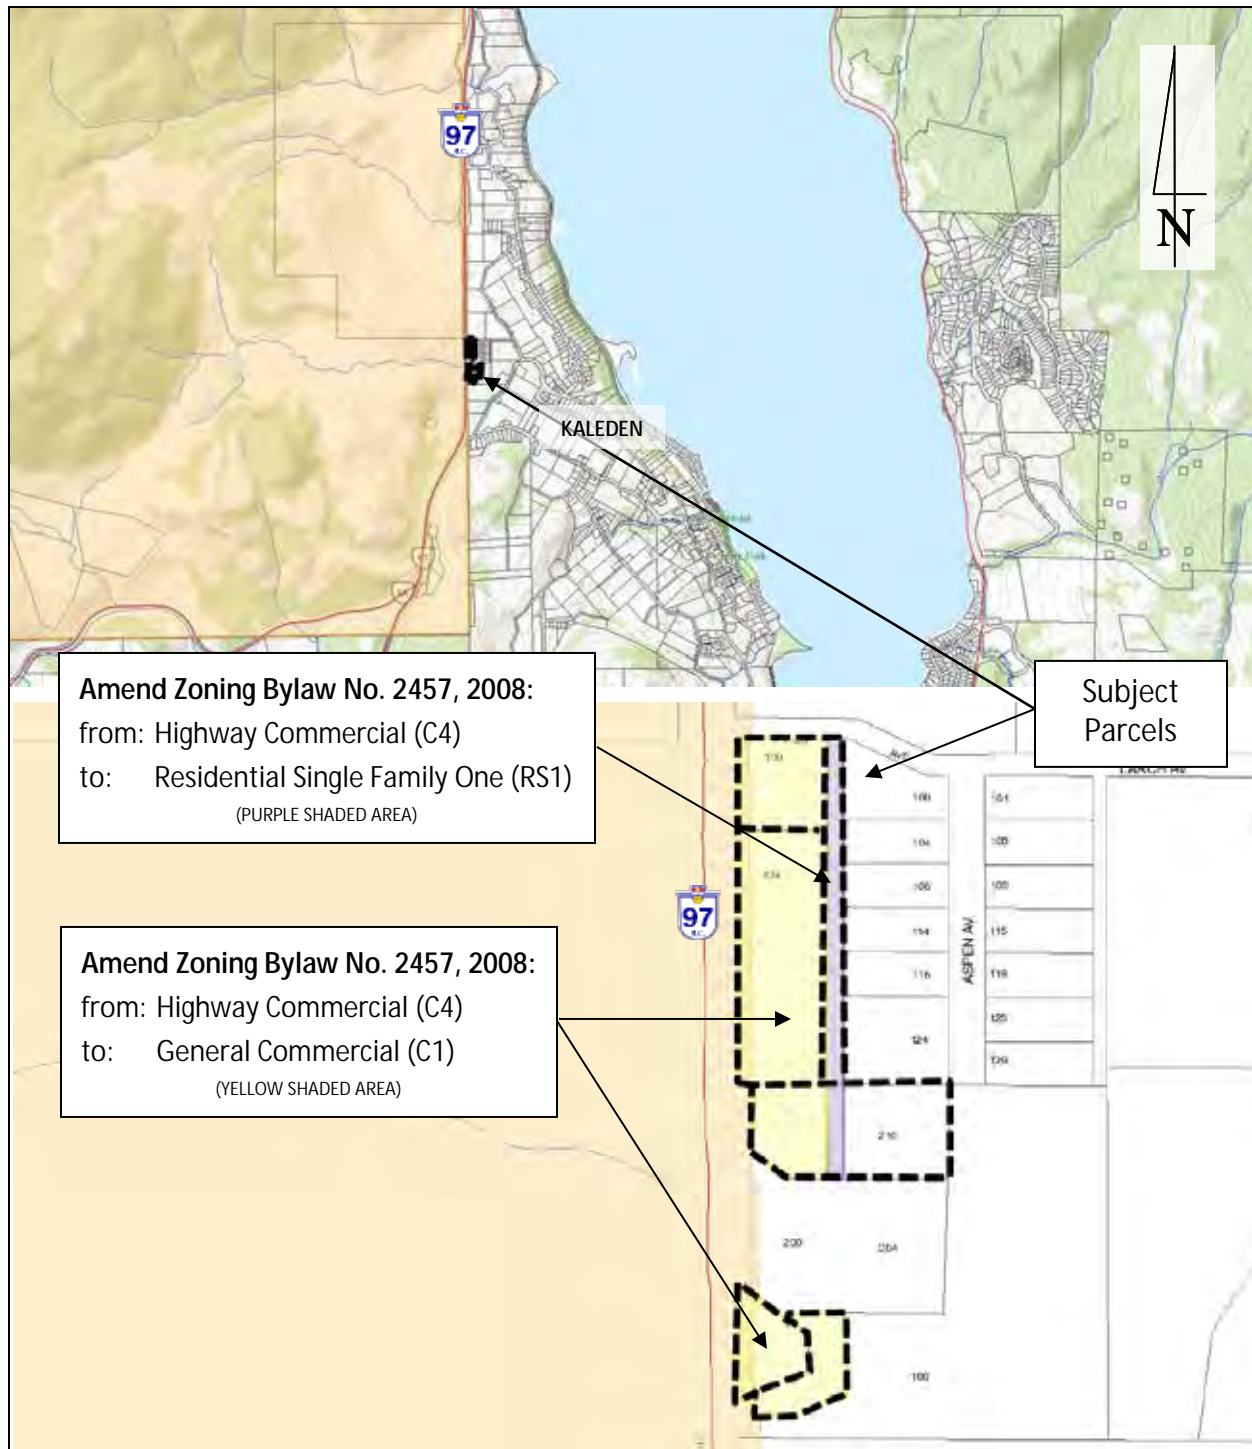 97
B.C.
N
KALEDEN
Amend Zoning Bylaw No. 2457, 2008:
from: Highway Commercial (C4)
to: Residential Single Family One (RS1)
(PURPLE SHADED AREA)
Subject
Parcels
AVE
LARCH AV
100
101
104
105
106
109
97
B.C.
114
115
116
119
ASPEN AV
124
125
129
Amend Zoning Bylaw No. 2457, 2008:
from: Highway Commercial (C4)
to: General Commercial (C1)
(YELLOW SHADED AREA)
210
200
204
100